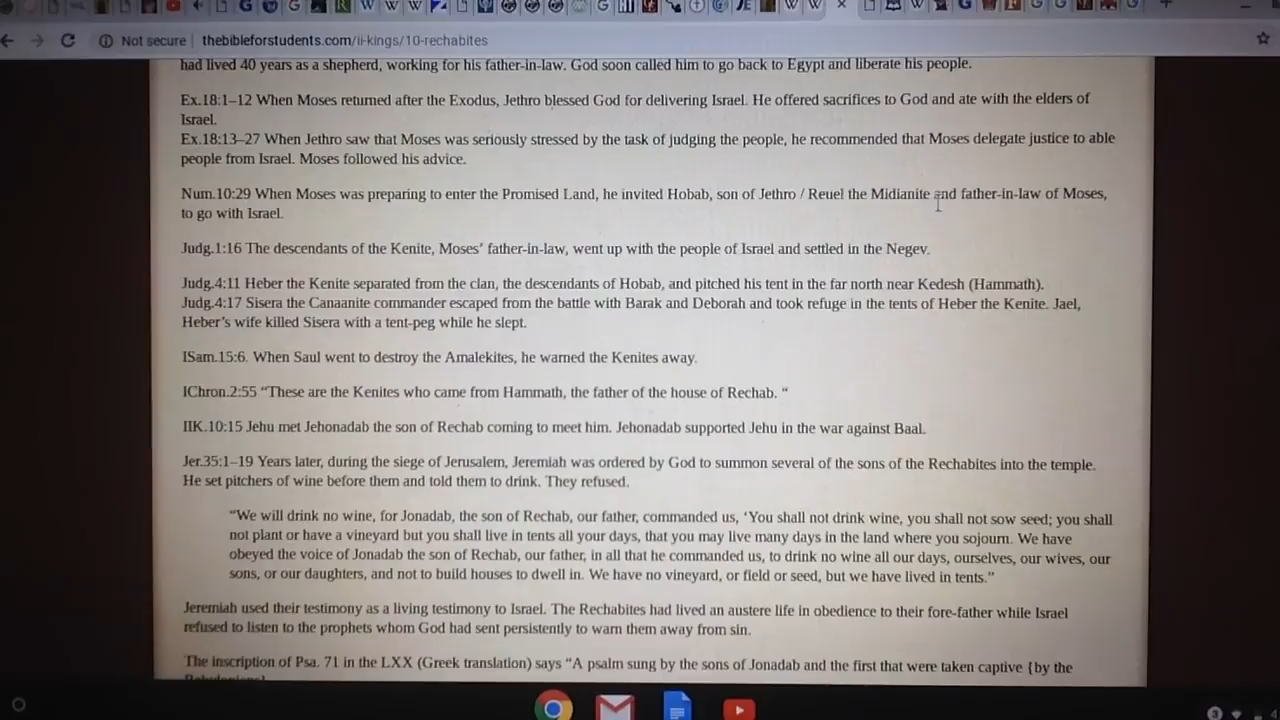 Not secure
thebibleforstudents.com/ii-kings/10-rechabites
had lived 40 years as a shepherd, working for his father-in-law. God soon called him to go back to Egypt and liberate his people.
Ex.18:1–12 When Moses returned after the Exodus, Jethro blessed God for delivering Israel. He offered sacrifices to God and ate with the elders of
Israel.
Ex.18:13–27 When Jethro saw that Moses was seriously stressed by the task of judging the people, he recommended that Moses delegate justice to able
people from Israel. Moses followed his advice.
Num.10:29 When Moses was preparing to enter the Promised Land, he invited Hobab, son of Jethro / Reuel the Midianite and father-in-law of Moses,
to go with Israel.
Judg.1:16 The descendants of the Kenite, Moses’ father-in-law, went up with the people of Israel and settled in the Negev.
Judg.4:11 Heber the Kenite separated from the clan, the descendants of Hobab, and pitched his tent in the far north near Kedesh (Hammath).
Judg.4:17 Sisera the Canaanite commander escaped from the battle with Barak and Deborah and took refuge in the tents of Heber the Kenite. Jael,
Heber’s wife killed Sisera with a tent-peg while he slept.
ISam.15:6. When Saul went to destroy the Amalekites, he warned the Kenites away.
IChron.2:55 “These are the Kenites who came from Hammath, the father of the house of Rechab. “
IIK.10:15 Jehu met Jehonadab the son of Rechab coming to meet him. Jehonadab supported Jehu in the war against Baal.
Jer.35:1–19 Years later, during the siege of Jerusalem, Jeremiah was ordered by God to summon several of the sons of the Rechabites into the temple.
He set pitchers of wine before them and told them to drink. They refused.
“We will drink no wine, for Jonadab, the son of Rechab, our father, commanded us, ‘You shall not drink wine, you shall not sow seed; you shall
not plant or have a vineyard but you shall live in tents all your days, that you may live many days in the land where you sojourn. We have
obeyed the voice of Jonadab the son of Rechab, our father, in all that he commanded us, to drink no wine all our days, ourselves, our wives, our
sons, or our daughters, and not to build houses to dwell in. We have no vineyard, or field or seed, but we have lived in tents.”
Jeremiah used their testimony as a living testimony to Israel. The Rechabites had lived an austere life in obedience to their fore-father while Israel
refused to listen to the prophets whom God had sent persistently to warn them away from sin.
The inscription of Psa. 71 in the LXX (Greek translation) says “A psalm sung by the sons of Jonadab and the first that were taken captive {by the